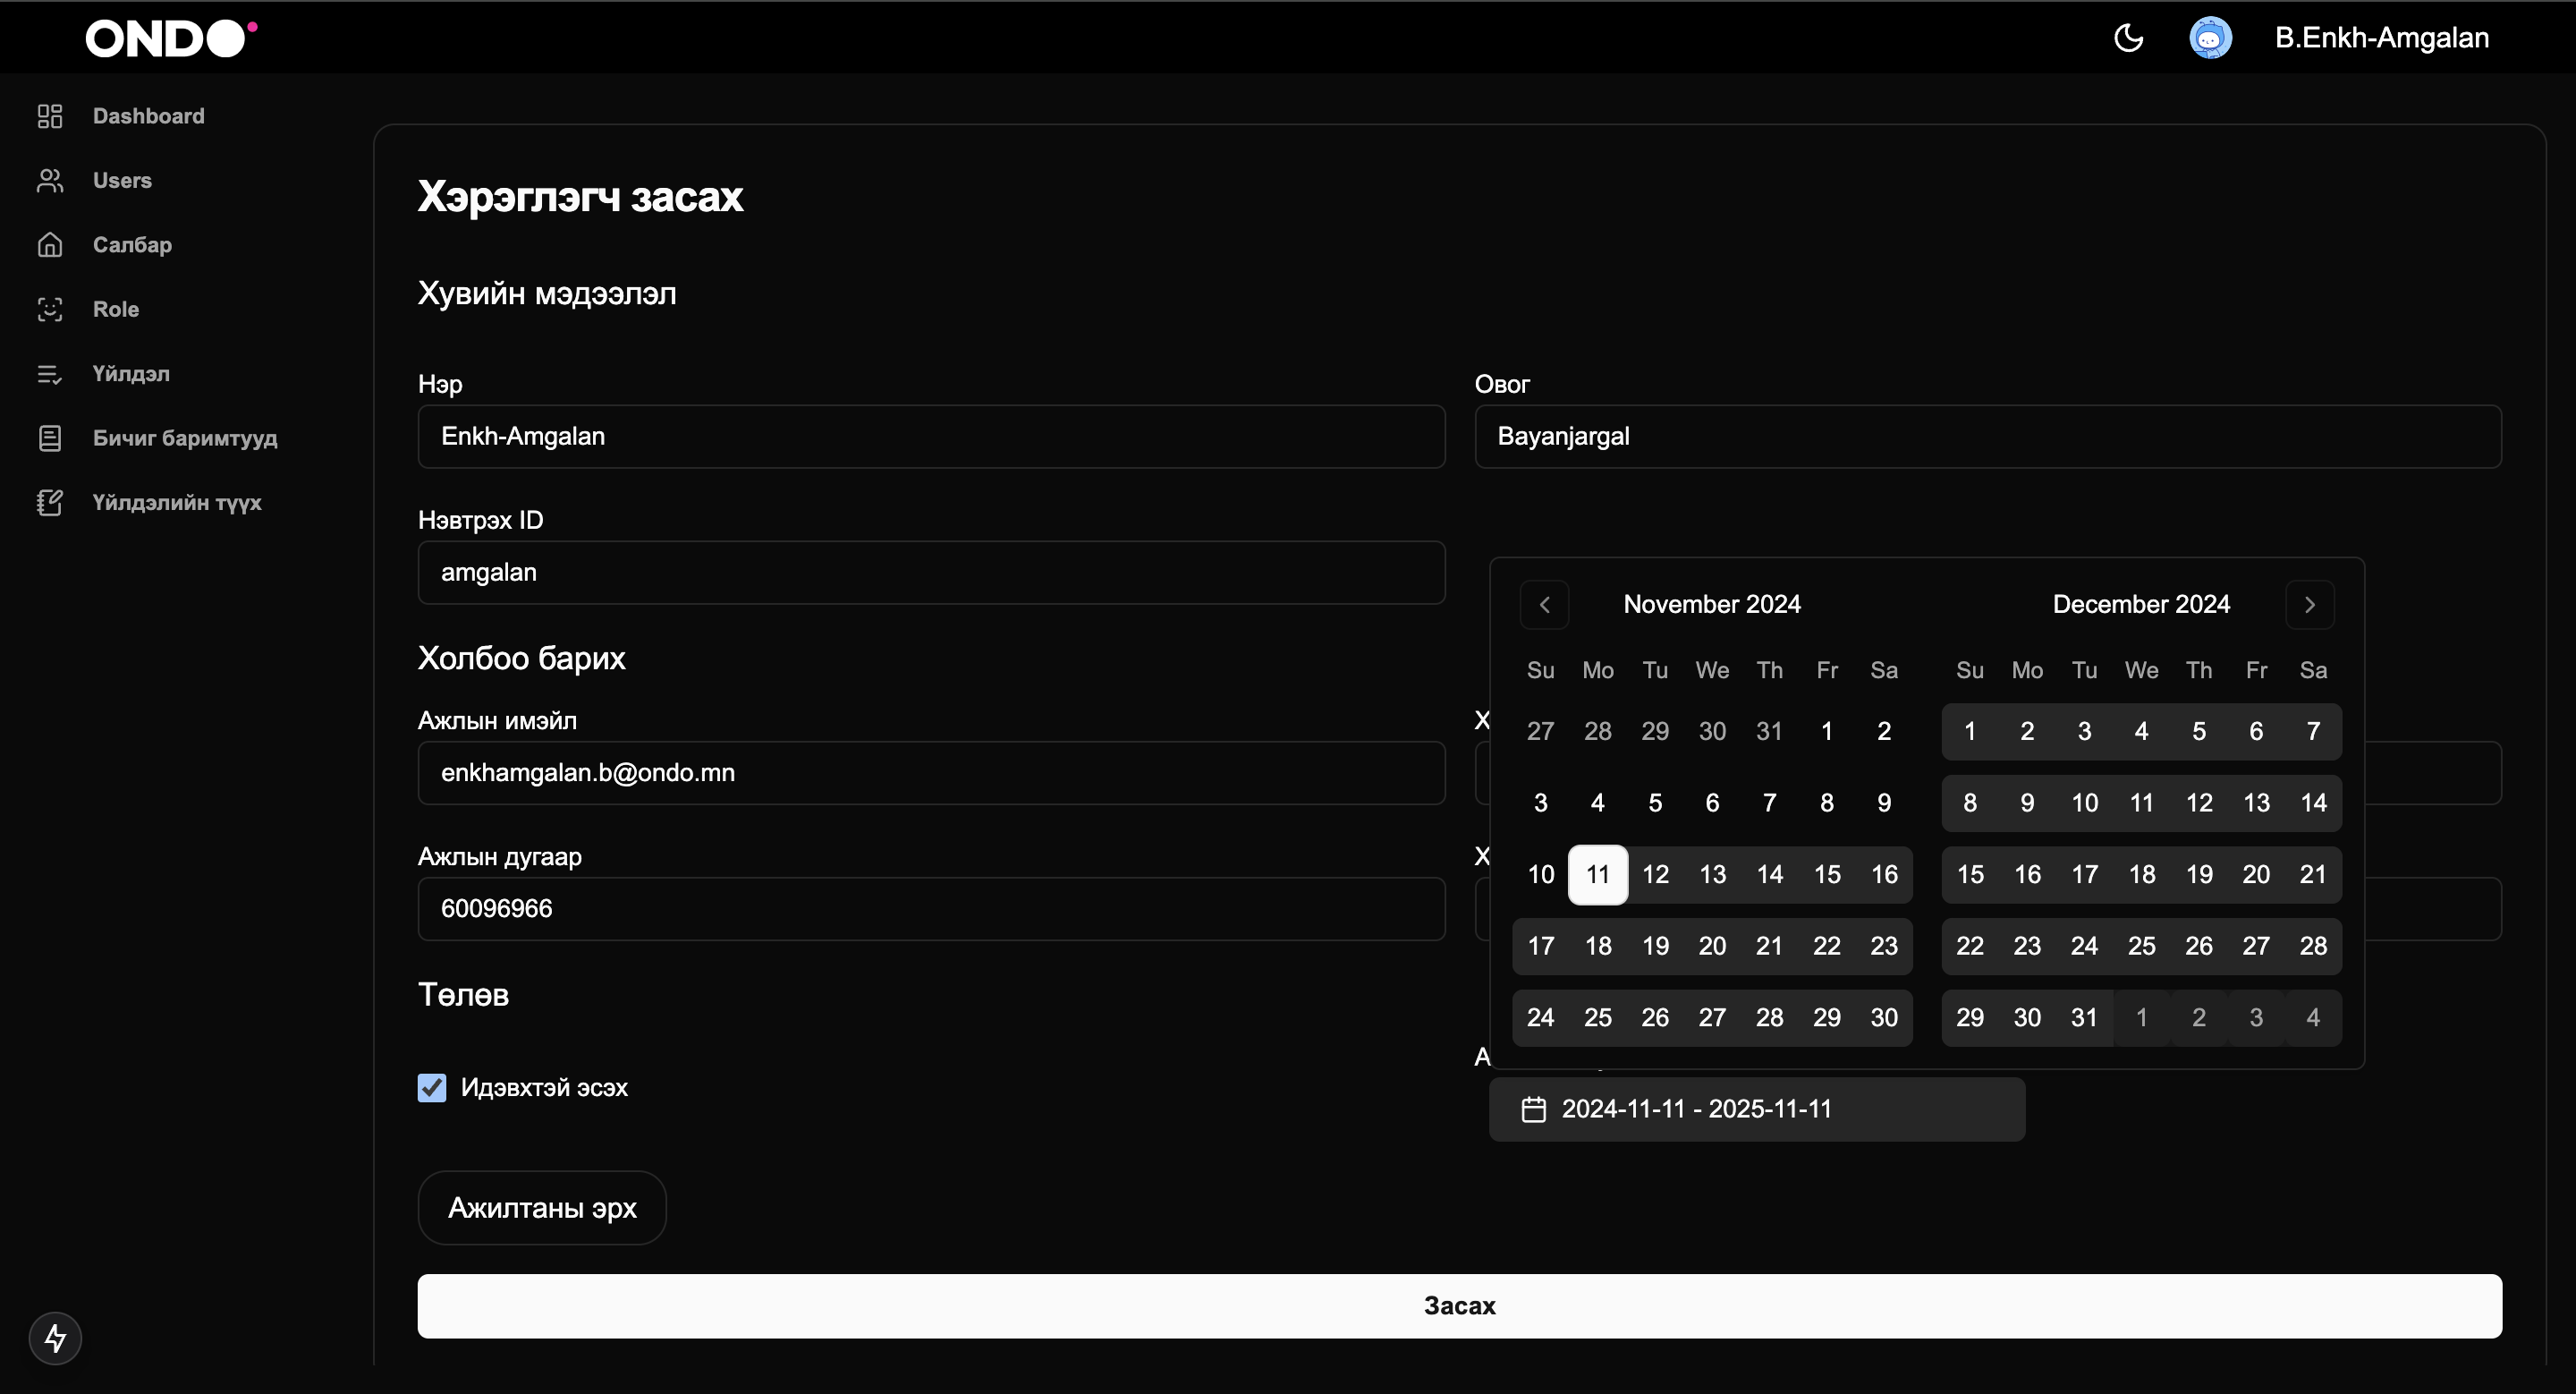 ONDO
B.Enkh-Amgalan
Dashboard
Users
Салбар
Role
Үйлдэл
Бичиг баримтууд
Үйлдэлийн түүх
Хэрэглэгч засах
Хувийн мэдээлэл
Нэр
Овог
Enkh-Amgalan
Bayanjargal
Нэвтрэх ID
amgalan
Холбоо барих
Ажлын имэйл
Х
enkhamgalan.b@ondo.mn
Ажлын дугаар
Х
60096966
November 2024
Su Mo Tu We Th Fr Sa
27 28 29 30 31 1 2
3 4 5 6 7 8 9
10 11 12 13 14 15 16
17 18 19 20 21 22 23
24 25 26 27 28 29 30
December 2024
Su Mo Tu We Th Fr Sa
1 2 3 4 5 6 7
8 9 10 11 12 13 14
15 16 17 18 19 20 21
22 23 24 25 26 27 28
29 30 31 1 2 3 4
Төлөв
А
Идэвхтэй эсэх
2024-11-11 - 2025-11-11
Ажилтаны эрх
Засах